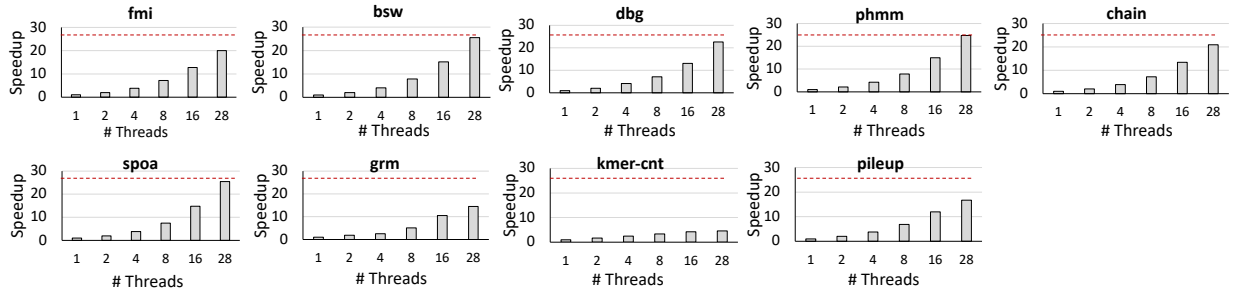 fmi
Speedup
30
20
10
0
1 2 4 8 16 28
# Threads
bsw
Speedup
30
20
10
0
1 2 4 8 16 28
# Threads
dbg
Speedup
30
20
10
0
1 2 4 8 16 28
# Threads
phmm
Speedup
30
20
10
0
1 2 4 8 16 28
# Threads
chain
Speedup
30
20
10
0
1 2 4 8 16 28
# Threads
spoa
Speedup
30
20
10
0
1 2 4 8 16 28
# Threads
grm
Speedup
30
20
10
0
1 2 4 8 16 28
# Threads
kmer-cnt
Speedup
30
20
10
0
1 2 4 8 16 28
# Threads
pileup
Speedup
30
20
10
0
1 2 4 8 16 28
# Threads